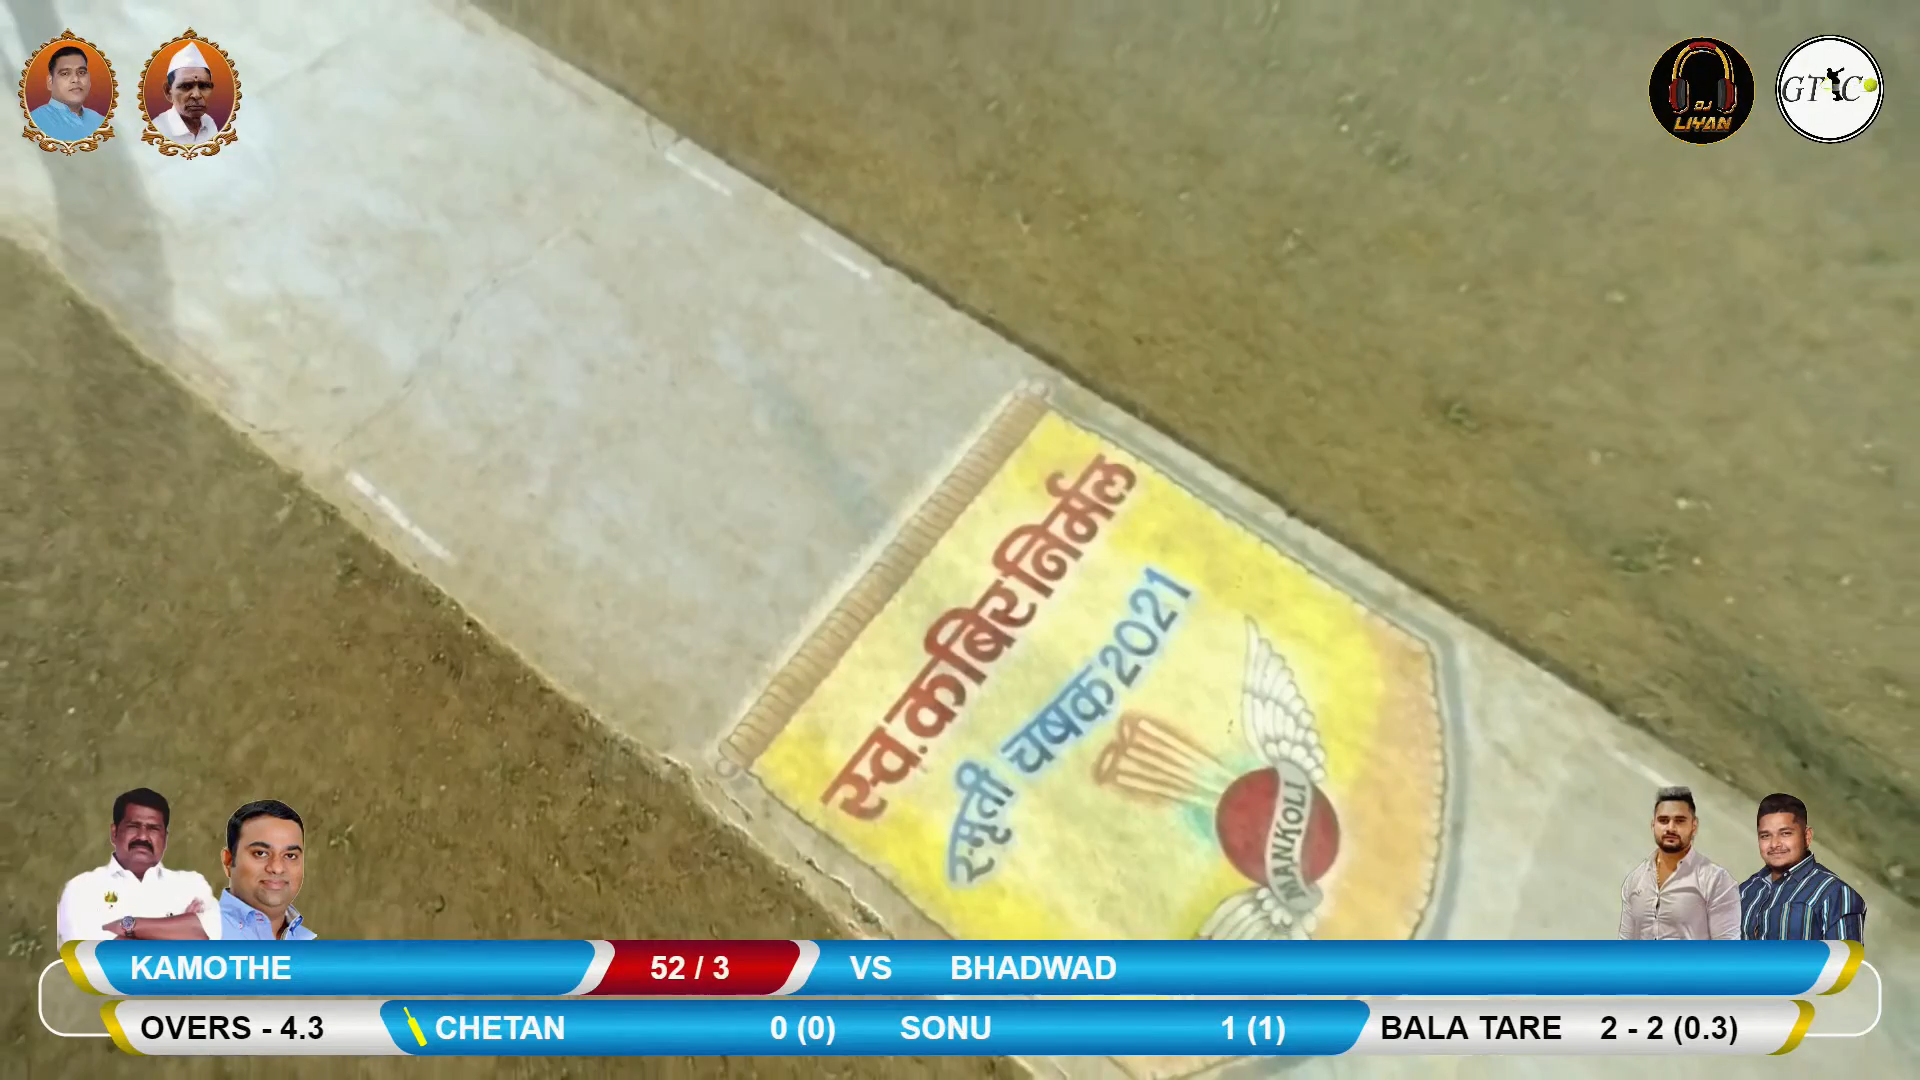 DJ
LIYAN
GTC
स्व. कबिर निर्मल
स्मृती चषक 2021
MANKOLI
KAMOTHE 52 / 3 VS BHADWAD
OVERS - 4.3 CHETAN 0 (0) SONU 1 (1) BALA TARE 2 - 2 (0.3)